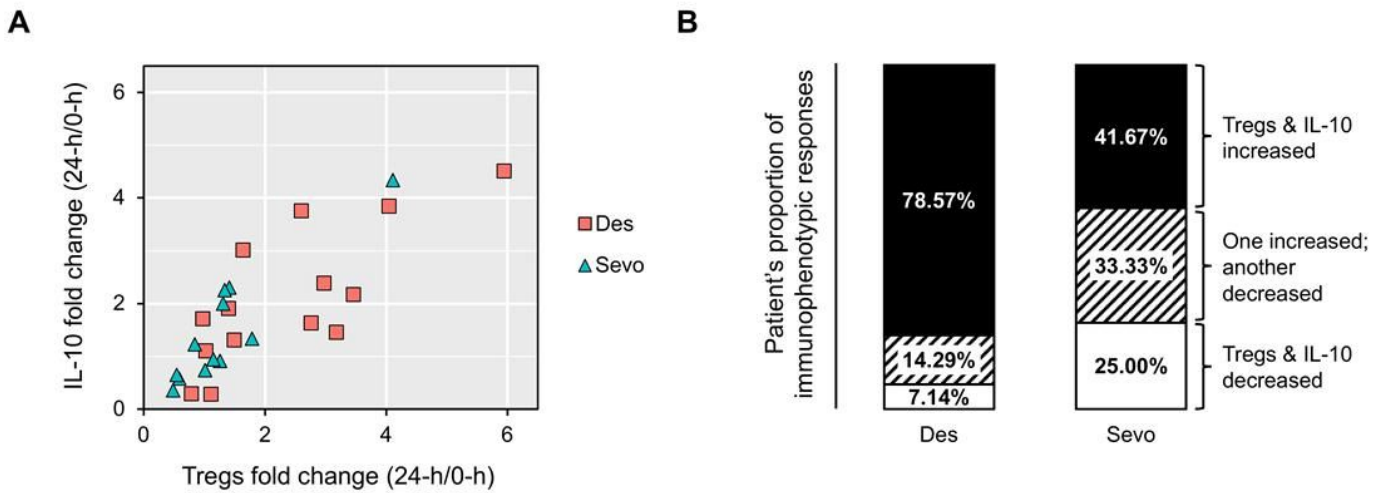 A
IL-10 fold change (24-h/0-h)
6
4
2
0
0 2 4 6
Tregs fold change (24-h/0-h)
Des
Sevo
B
Patient's proportion of
immunophenotypic responses
78.57%
14.29%
7.14%
Des
41.67%
33.33%
25.00%
Sevo
Tregs & IL-10
increased
One increased;
another
decreased
Tregs & IL-10
decreased